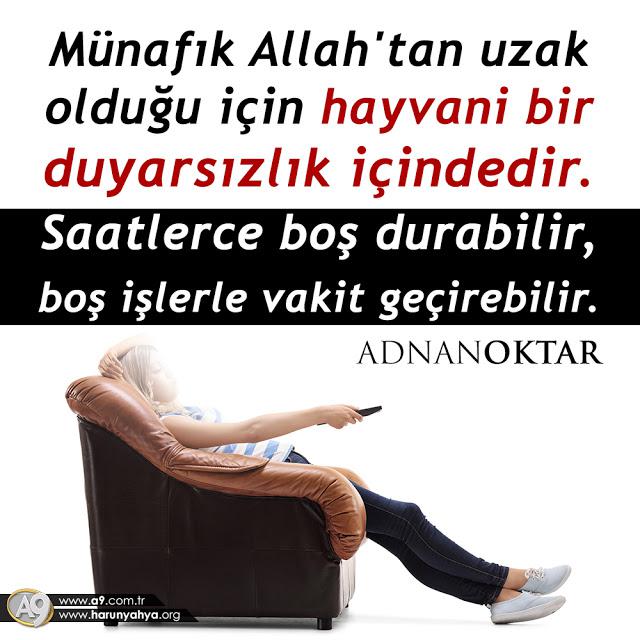 Münafık Allah'tan uzak
olduğu için hayvani bir
duyarsızlık içindedir.
Saatlerce boş durabilir,
boş işlerle vakit geçirebilir.
ADNANOKTAR
A9
www.a9.com.tr
www.harunyahya.org